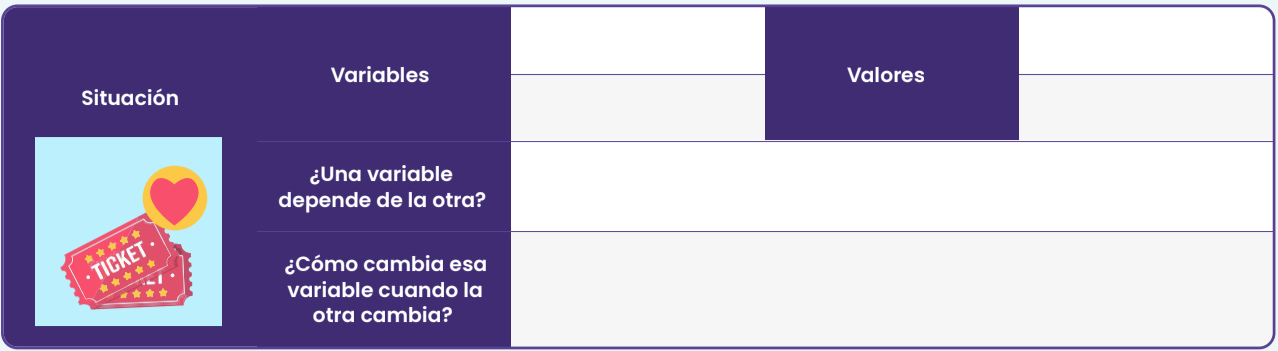 Situación
Variables
Valores
¿Una variable
depende de la otra?
¿Cómo cambia esa
variable cuando la
otra cambia?
TICKET